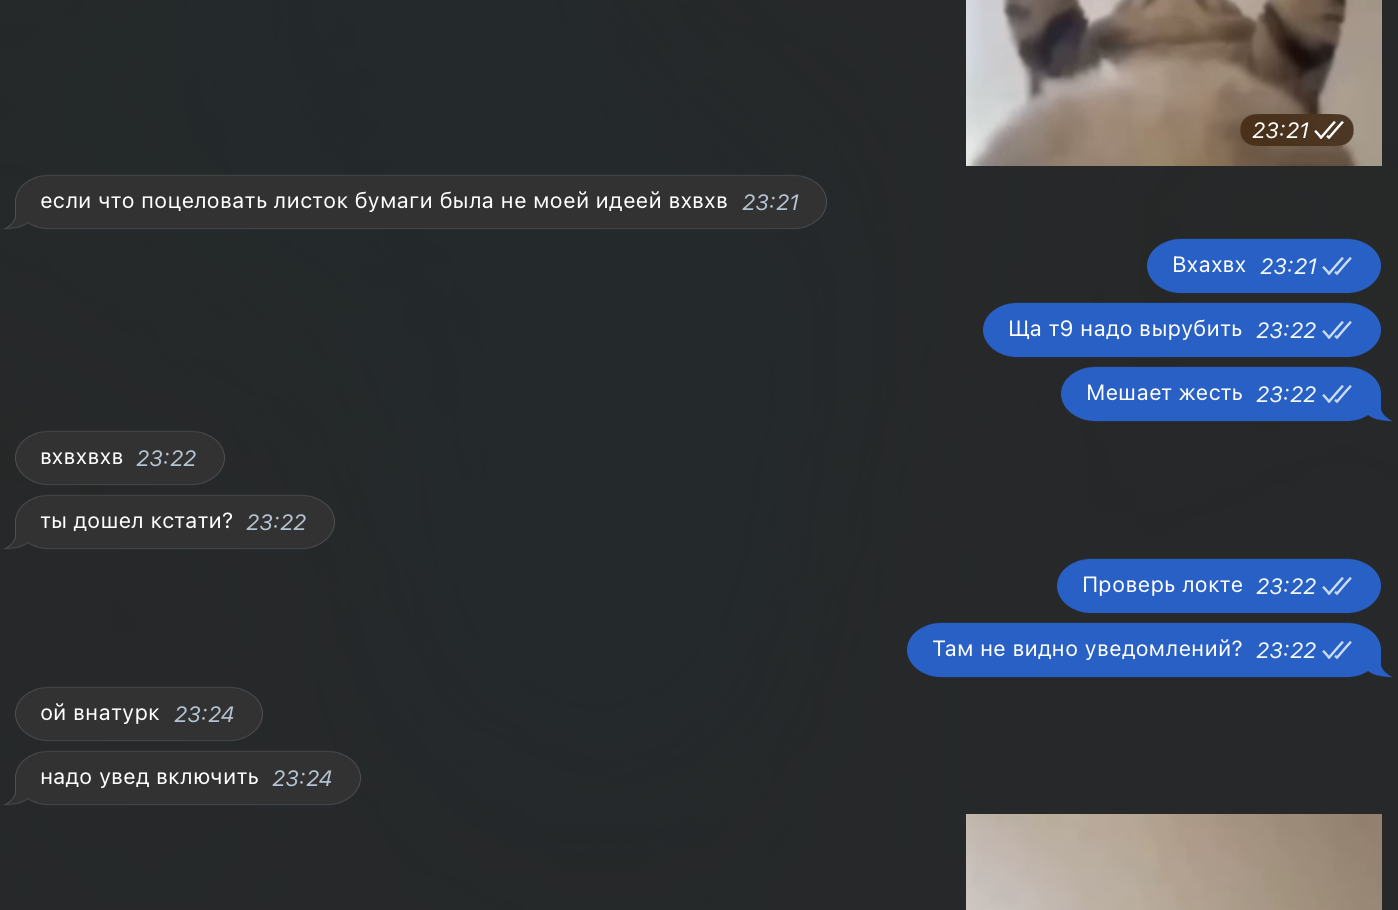 23:21
если что поцеловать листок бумаги была не моей идеей вхвхв 23:21
Вхахвх 23:21
Ща т9 надо вырубить 23:22
Мешает жесть 23:22
вхвхвхв 23:22
ты дошел кстати? 23:22
Проверь локте 23:22
Там не видно уведомлений? 23:22
ой внатурк 23:24
надо увед включить 23:24